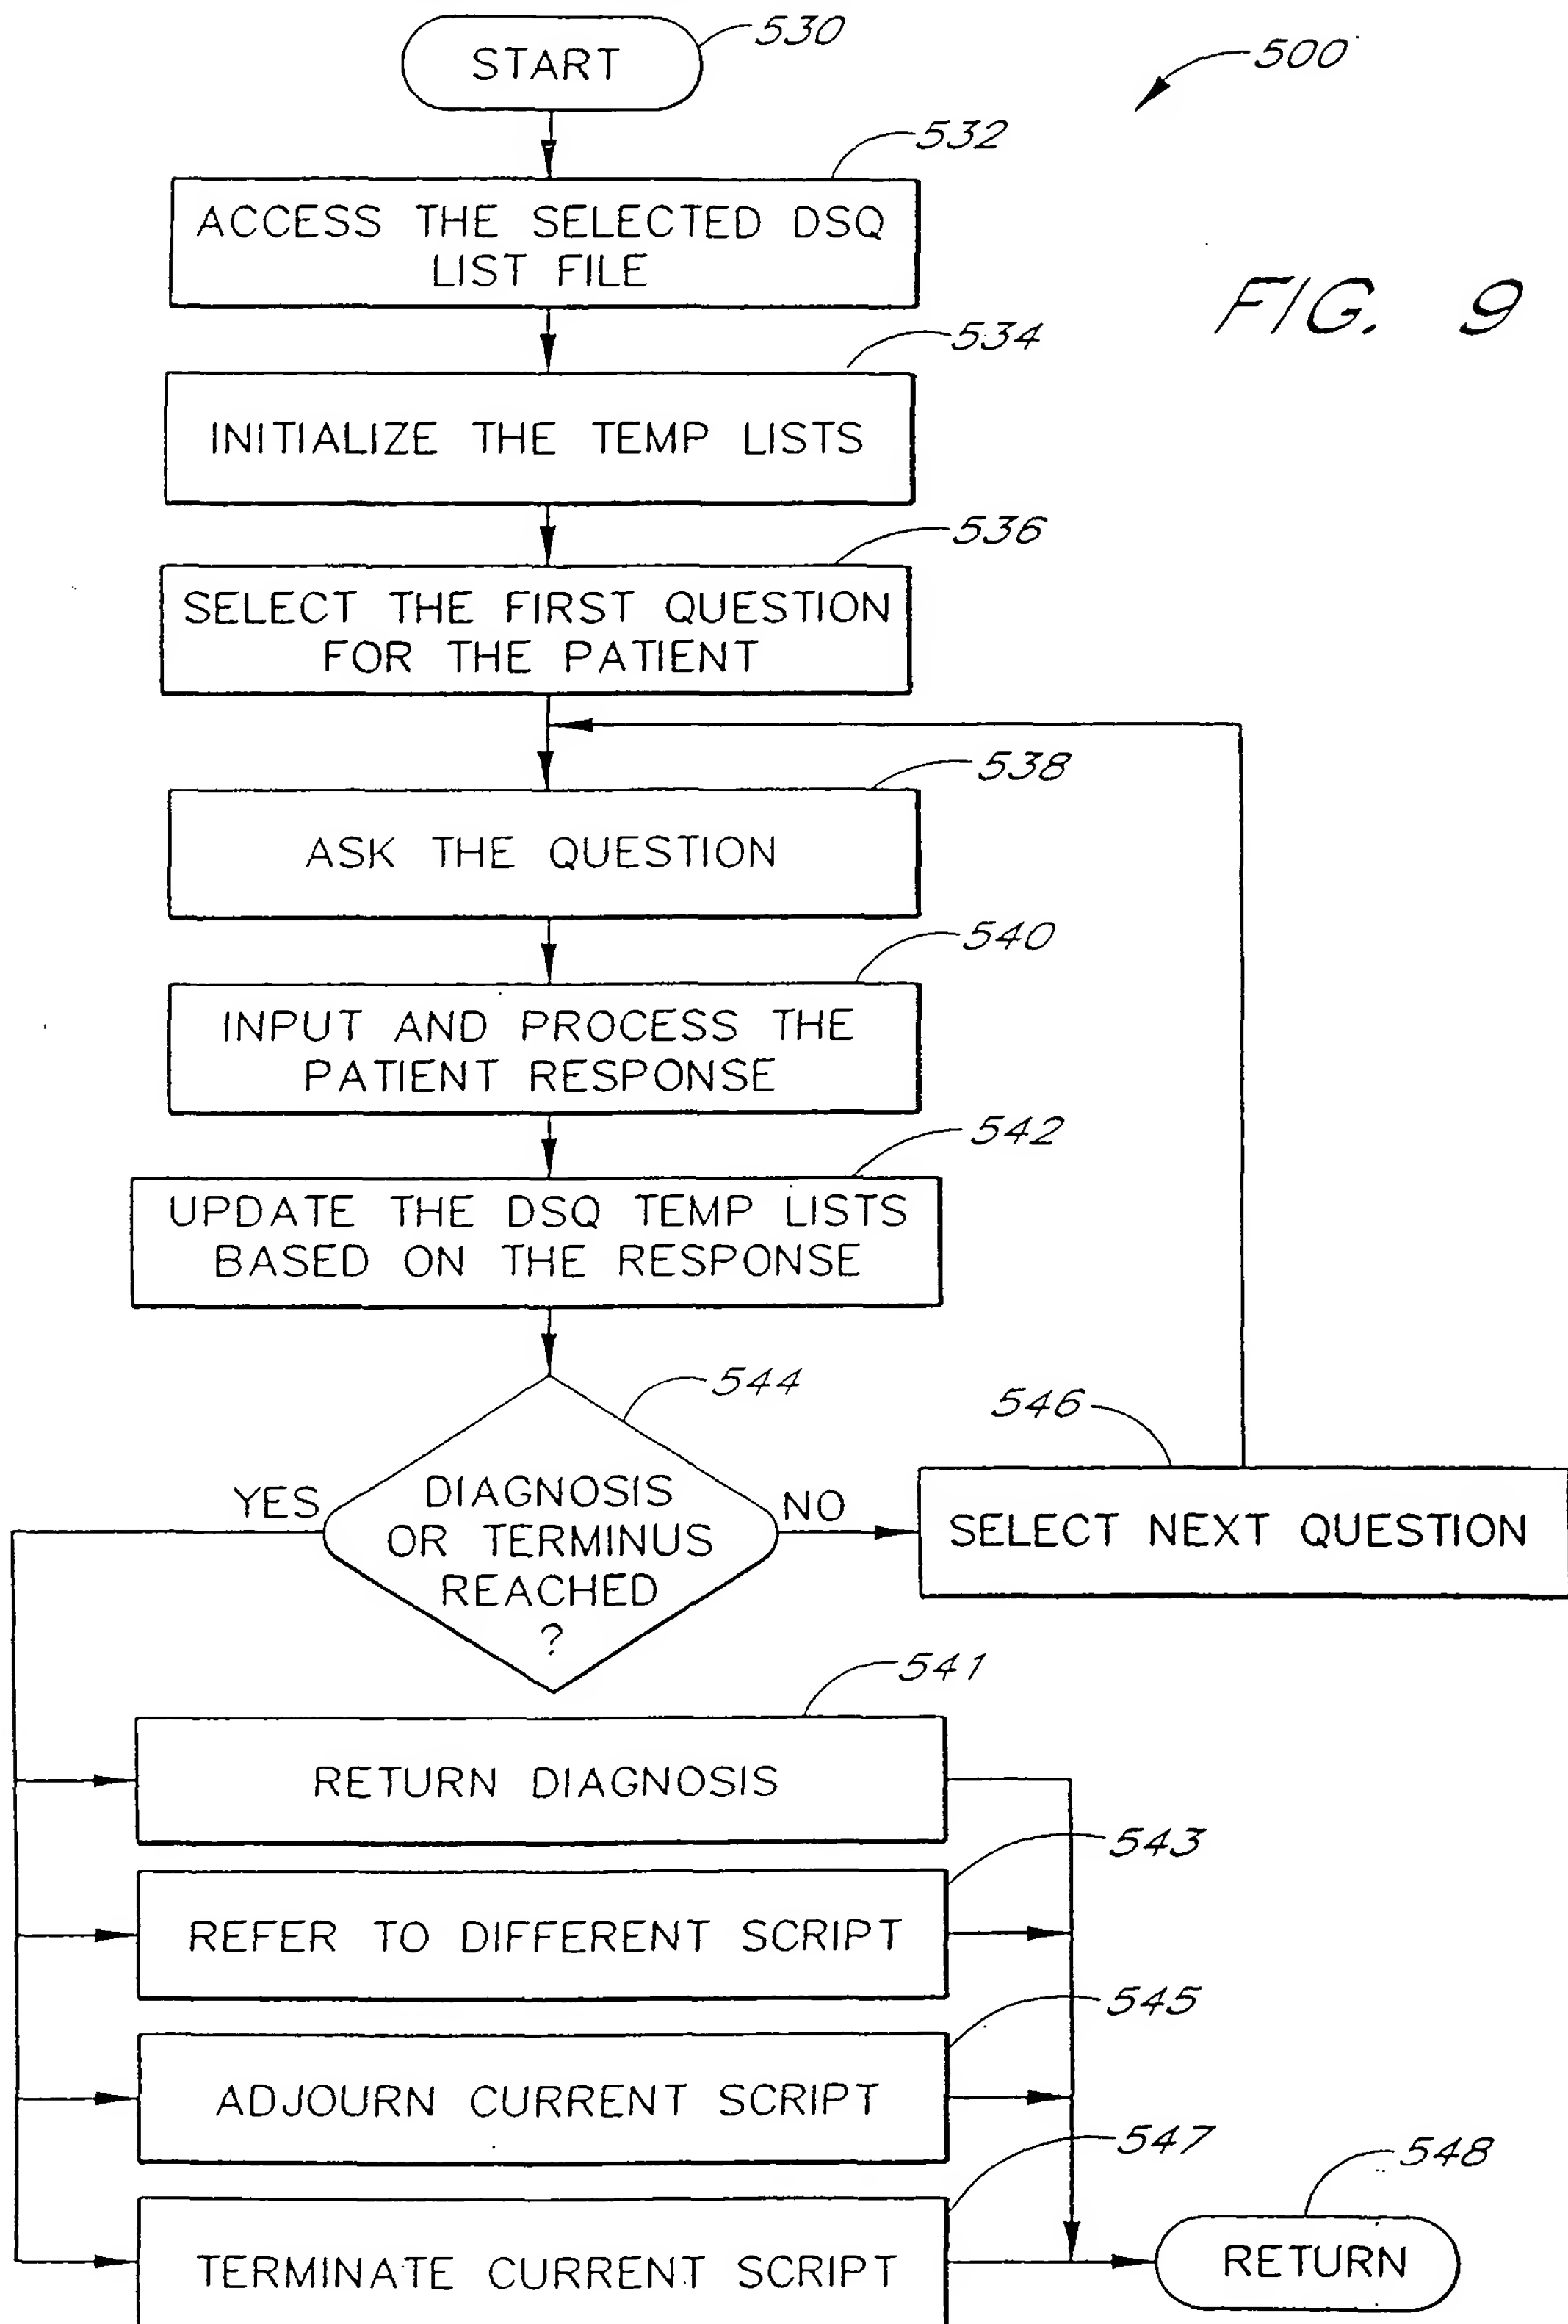 START
530
500
532
ACCESS THE SELECTED DSQ
LIST FILE
FIG. 9
534
INITIALIZE THE TEMP LISTS
536
SELECT THE FIRST QUESTION
FOR THE PATIENT
538
ASK THE QUESTION
540
INPUT AND PROCESS THE
PATIENT RESPONSE
542
UPDATE THE DSQ TEMP LISTS
BASED ON THE RESPONSE
544
546
YES
DIAGNOSIS
OR TERMINUS
REACHED
?
NO
SELECT NEXT QUESTION
541
RETURN DIAGNOSIS
543
REFER TO DIFFERENT SCRIPT
545
ADJOURN CURRENT SCRIPT
547
548
TERMINATE CURRENT SCRIPT
RETURN